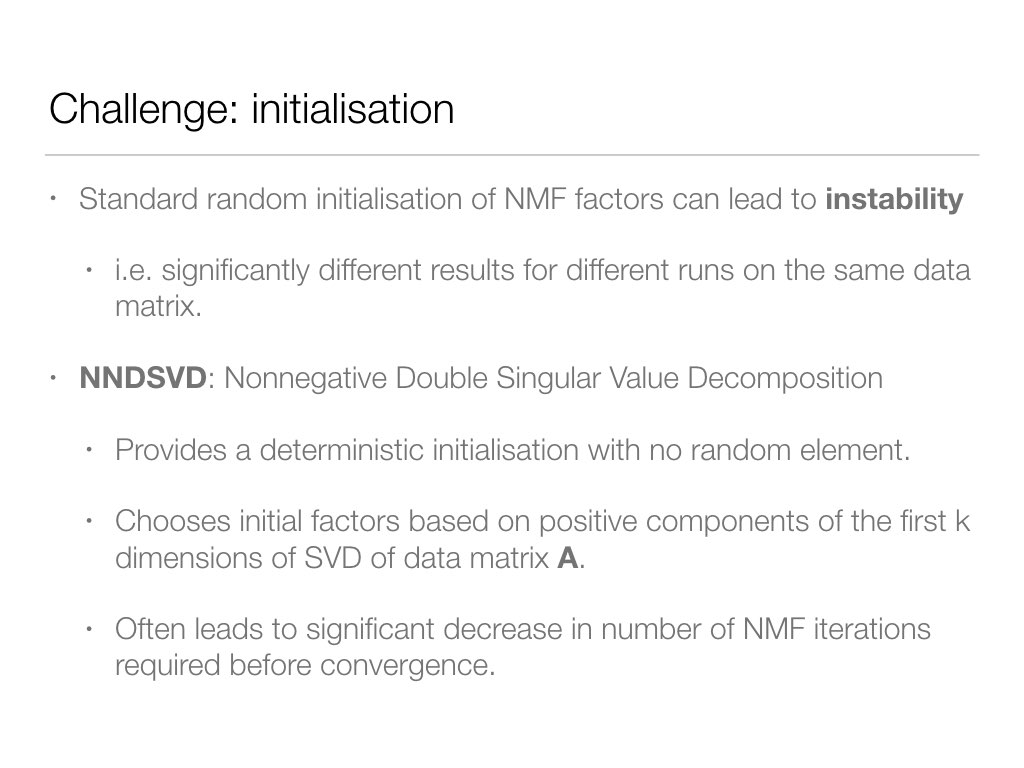 Challenge: initialisation
• Standard random initialisation of NMF factors can lead to instability
• i.e. significantly different results for different runs on the same data
matrix.
• NNDSVD: Nonnegative Double Singular Value Decomposition
• Provides a deterministic initialisation with no random element.
• Chooses initial factors based on positive components of the first k
dimensions of SVD of data matrix A.
• Often leads to significant decrease in number of NMF iterations
required before convergence.